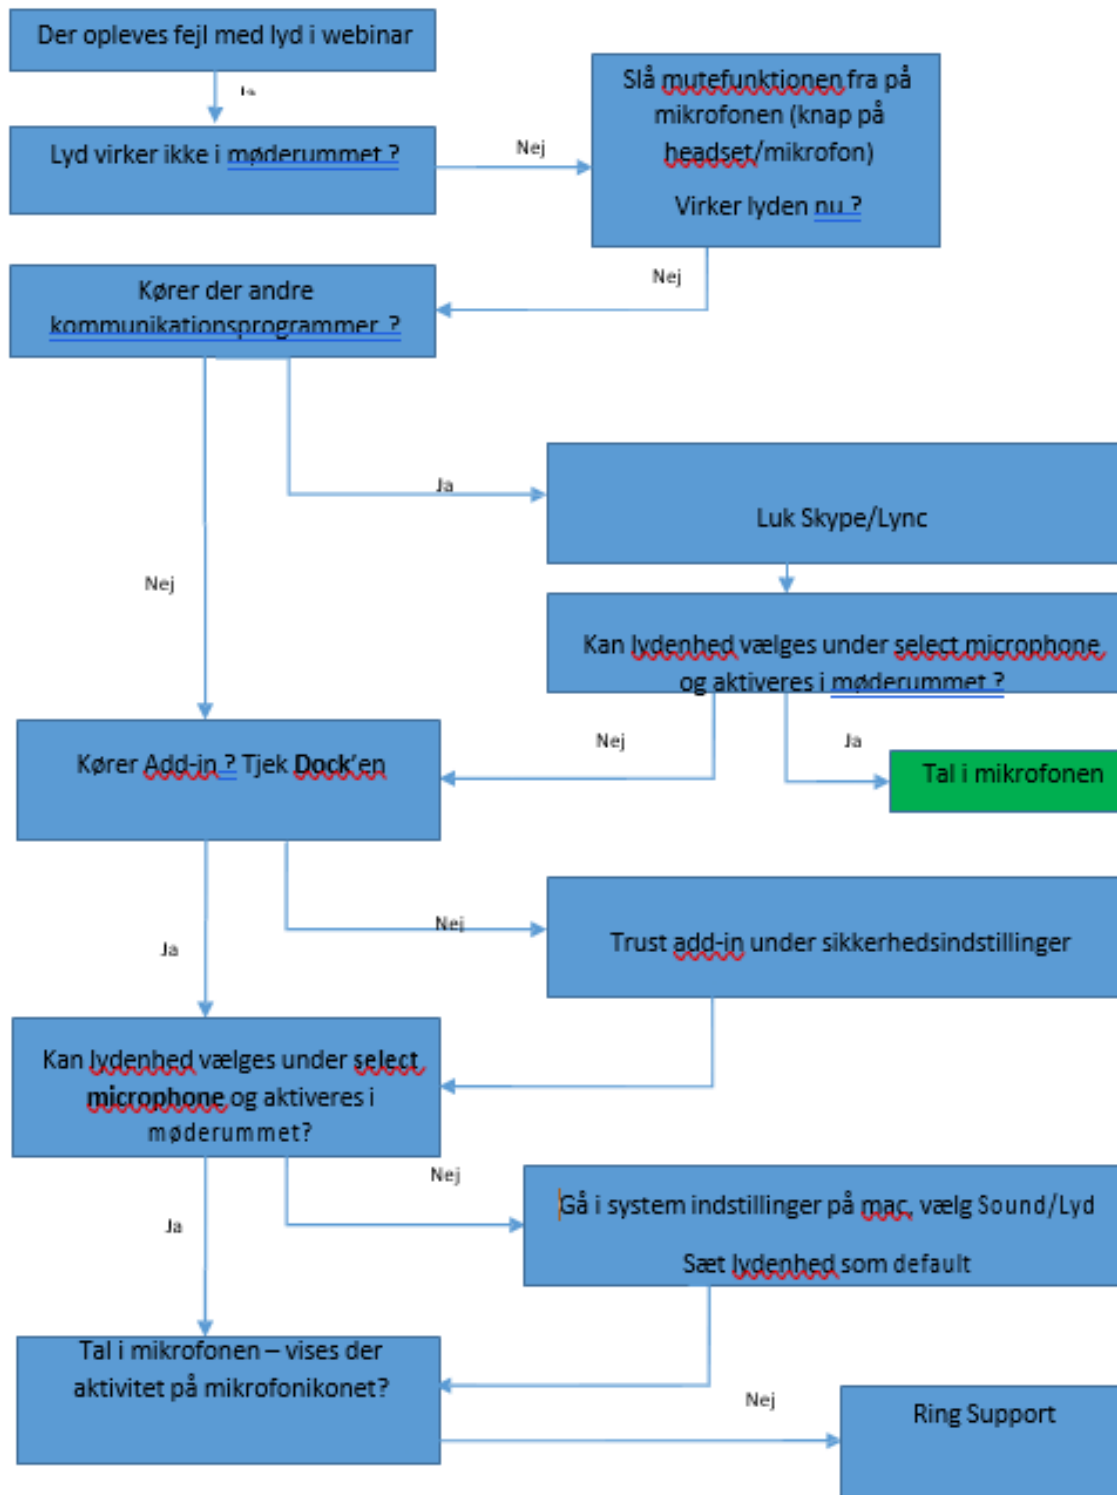 Der opleves fejl med lyd i webinar
Ja
Lyd virker ikke i møderummet ?
Nej
Slå mutefunktionen fra på
mikrofonen (knap på
headset/mikrofon)
Virker lyden nu ?
Nej
Kører der andre
kommunikationsprogrammer ?
Ja
Luk Skype/Lync
Nej
Kan lydenhed vælges under select microphone
og aktiveres i møderummet ?
Nej
Ja
Tal i mikrofonen
Kører Add-in ? Tjek Dock'en
Nej
Trust add-in under sikkerhedsindstillinger
Ja
Kan lydenhed vælges under select
microphone og aktiveres i
møderummet?
Nej
Gå i system indstillinger på mac, vælg Sound/Lyd
Sæt lydenhed som default
Ja
Tal i mikrofonen – vises der
aktivitet på mikrofonikonet?
Nej
Ring Support